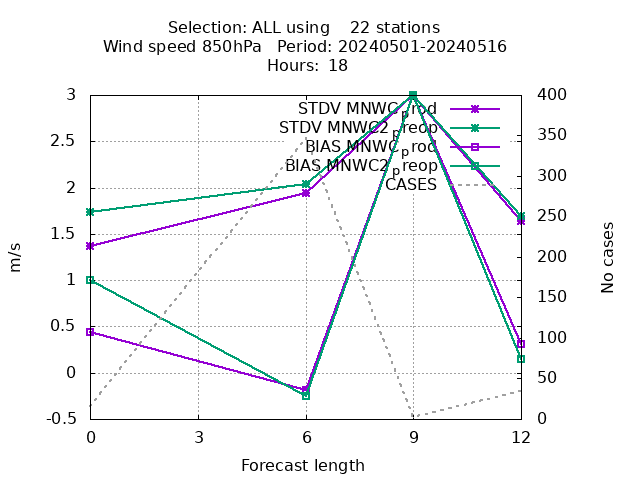 Selection: ALL using    22 stations
Wind speed 850hPa   Period: 20240501-20240516
Hours: 18
STDV MNWC_prod
STDV MNWC2_preop
BIAS MNWC_prod
BIAS MNWC2_preop
CASES
3
2.5
2
1.5
1
0.5
0
-0.5
m/s
400
350
300
250
200
150
100
50
0
No cases
0 3 6 9 12
Forecast length